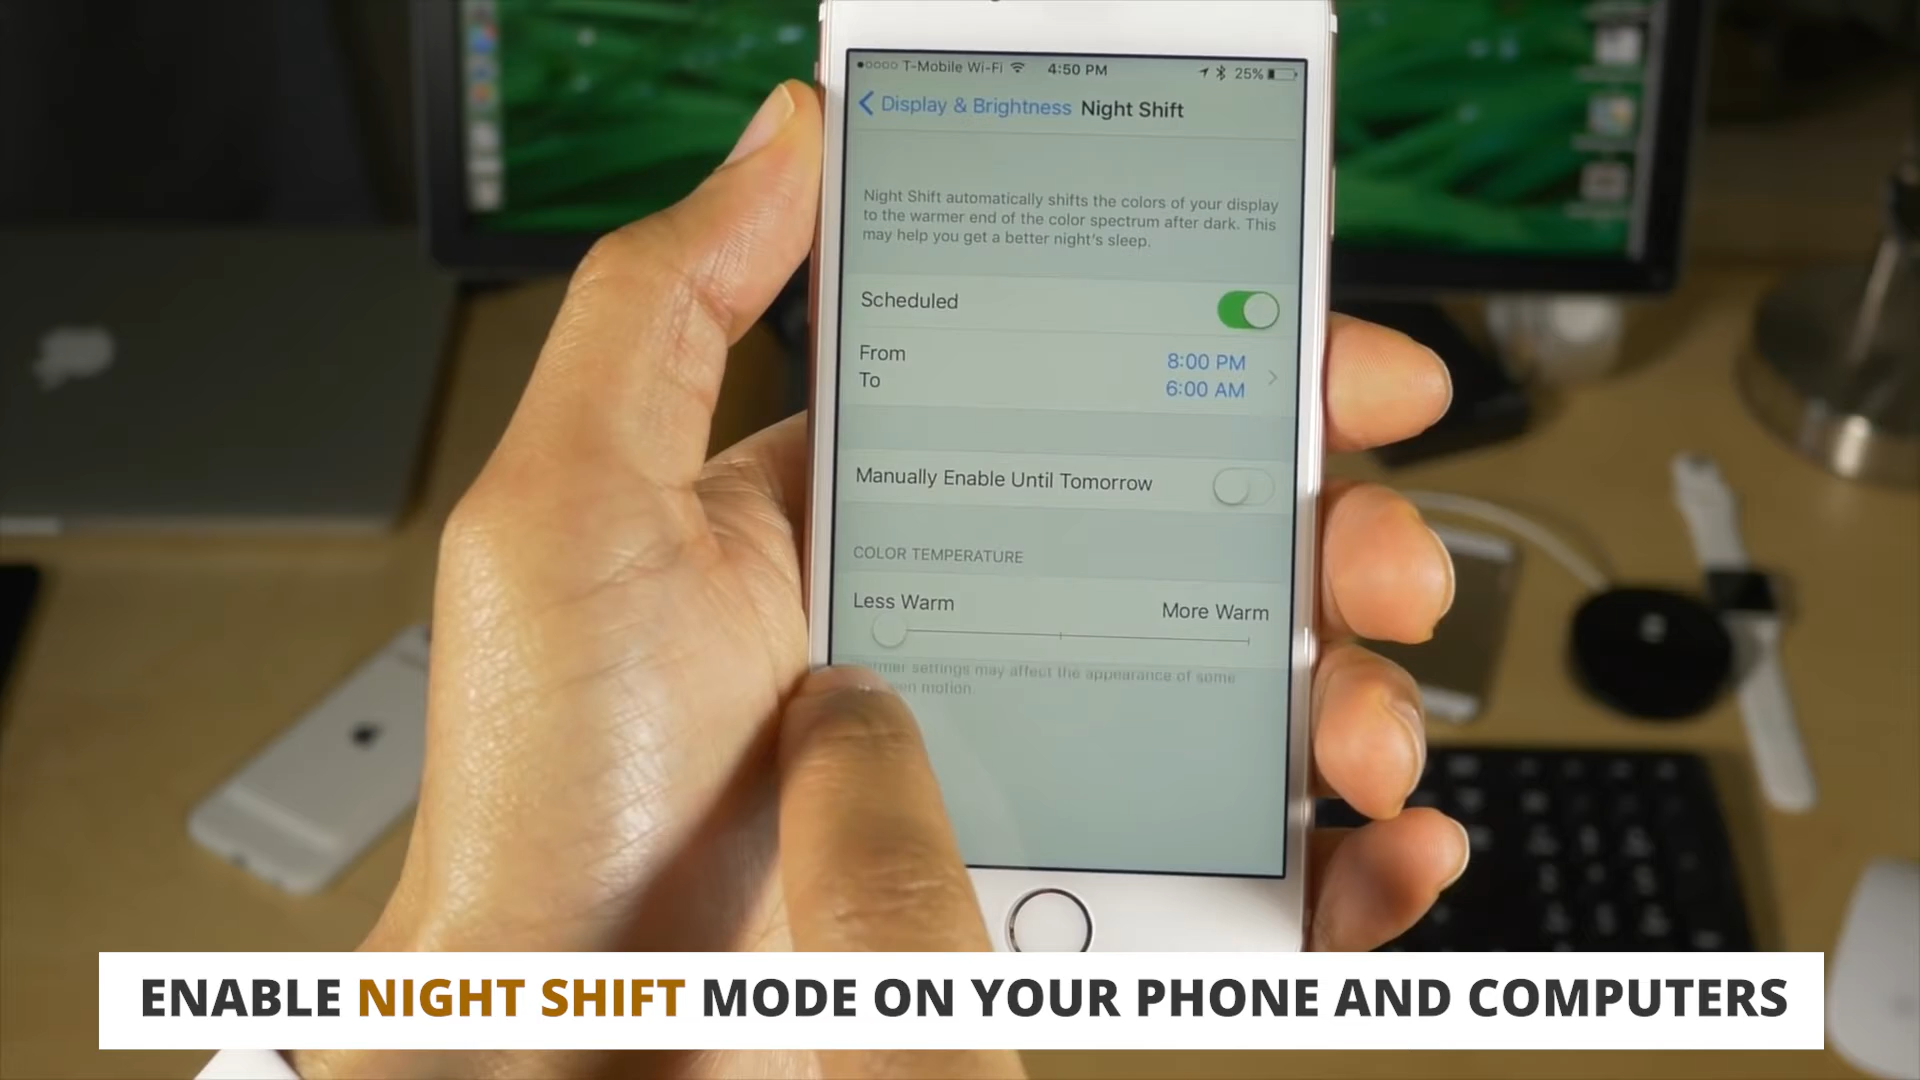 T-Mobile Wi-Fi 4:50 PM 25%
Display & Brightness Night Shift
Night Shift automatically shifts the colors of your display
to the warmer end of the color spectrum after dark. This
may help you get a better night's sleep.
Scheduled
From 8:00 PM
To 6:00 AM
Manually Enable Until Tomorrow
COLOR TEMPERATURE
Less Warm More Warm
settings may affect the appearance of some
motion.
ENABLE NIGHT SHIFT MODE ON YOUR PHONE AND COMPUTERS